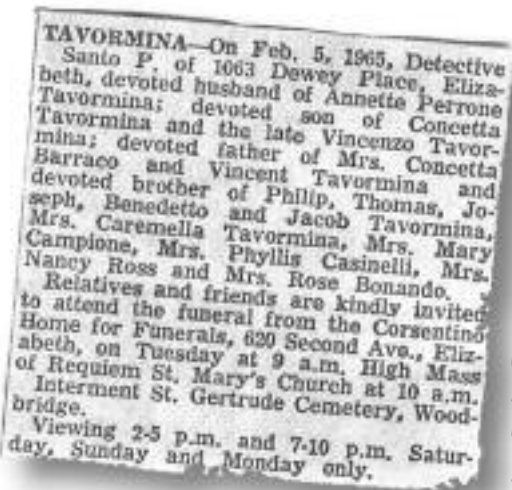 TAVORMINA—On Feb. 5, 1965, Detective
Santo P. of 1063 Dewey Place, Eliza-
beth, devoted husband of Annette Perrone
Tavormina; devoted son of Concetta
Tavormina and the late Vincenzo Tavor-
mina; devoted father of Mrs. Concetta
Barraco and Vincent Tavormina and
devoted brother of Philip, Thomas, Jo-
seph, Benedetto and Jacob Tavormina,
Mrs. Caremella Tavormina, Mrs. Mary
Campione, Mrs. Phyllis Casinelli, Mrs.
Nancy Ross and Mrs. Rose Bonando.
Relatives and friends are kindly invited
to attend the funeral from the Corsentino
Home for Funerals, 620 Second Ave., Eliz-
abeth, on Tuesday at 9 a.m. High Mass
of Requiem St. Mary's Church at 10 a.m.
Interment St. Gertrude Cemetery, Wood-
bridge.
Viewing 2-5 p.m. and 7-10 p.m. Satur-
day, Sunday and Monday only.